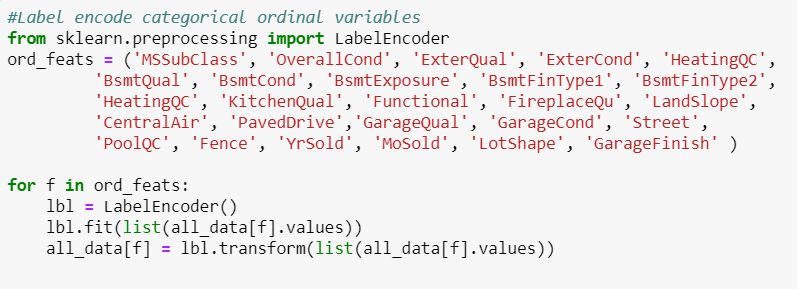 #Label encode categorical ordinal variables
from sklearn.preprocessing import LabelEncoder
ord_feats = ('MSSubClass', 'OverallCond', 'ExterQual', 'ExterCond', 'HeatingQC',
        'BsmtQual', 'BsmtCond', 'BsmtExposure', 'BsmtFinType1', 'BsmtFinType2',
        'HeatingQC', 'KitchenQual', 'Functional', 'FireplaceQu', 'LandSlope',
        'CentralAir', 'PavedDrive','GarageQual', 'GarageCond', 'Street',
        'PoolQC', 'Fence', 'YrSold', 'MoSold', 'LotShape', 'GarageFinish' )
for f in ord_feats:
    lbl = LabelEncoder()
    lbl.fit(list(all_data[f].values))
    all_data[f] = lbl.transform(list(all_data[f].values))